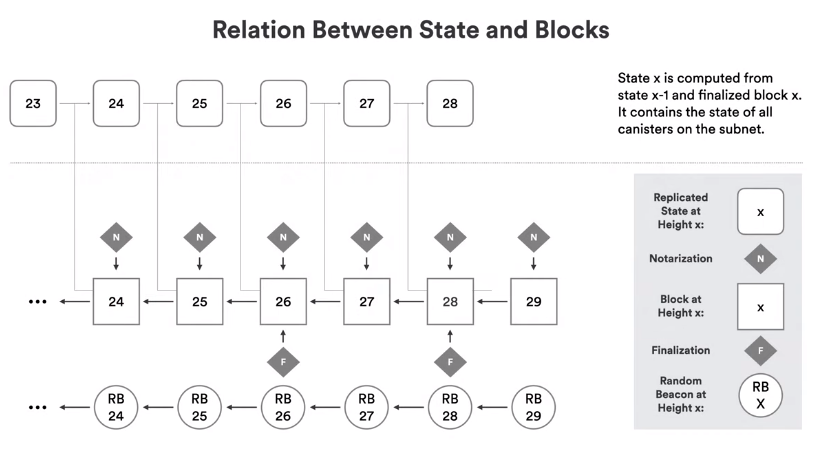 Relation Between State and Blocks
23 24 25 26 27 28
State x is computed from
state x-1 and finalized block x.
It contains the state of all
canisters on the subnet.
N N N N N N
... 24 25 26 27 28 29
F F
... RB 24 RB 25 RB 26 RB 27 RB 28 RB 29
Replicated
State at
Height x:
x
Notarization
N
Block at
Height x:
x
Finalization
F
Random
Beacon at
Height x:
RB
X